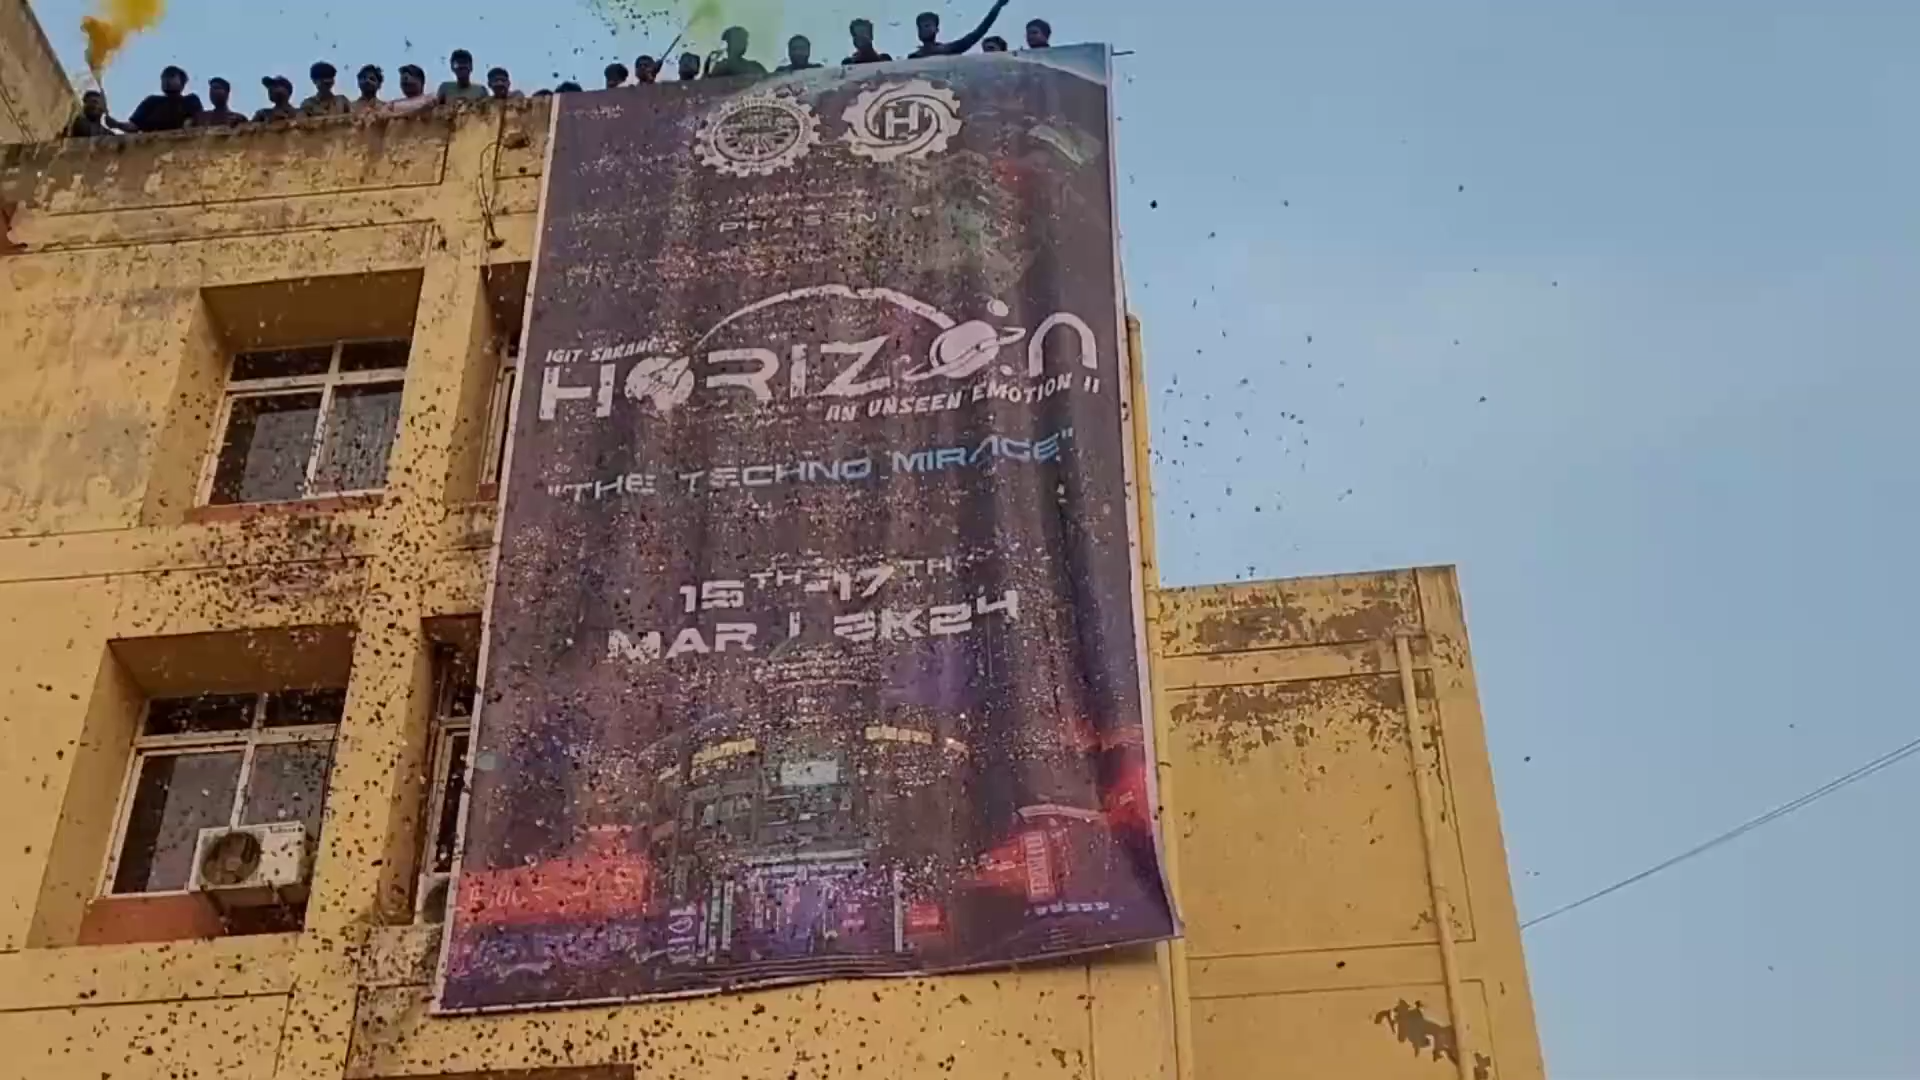 H
PRESENTS
IGIT SARANG'S
HORIZON
AN UNSEEN EMOTION II
"THE TECHNO MIRAGE"
15TH-17TH
MAR | 2K24